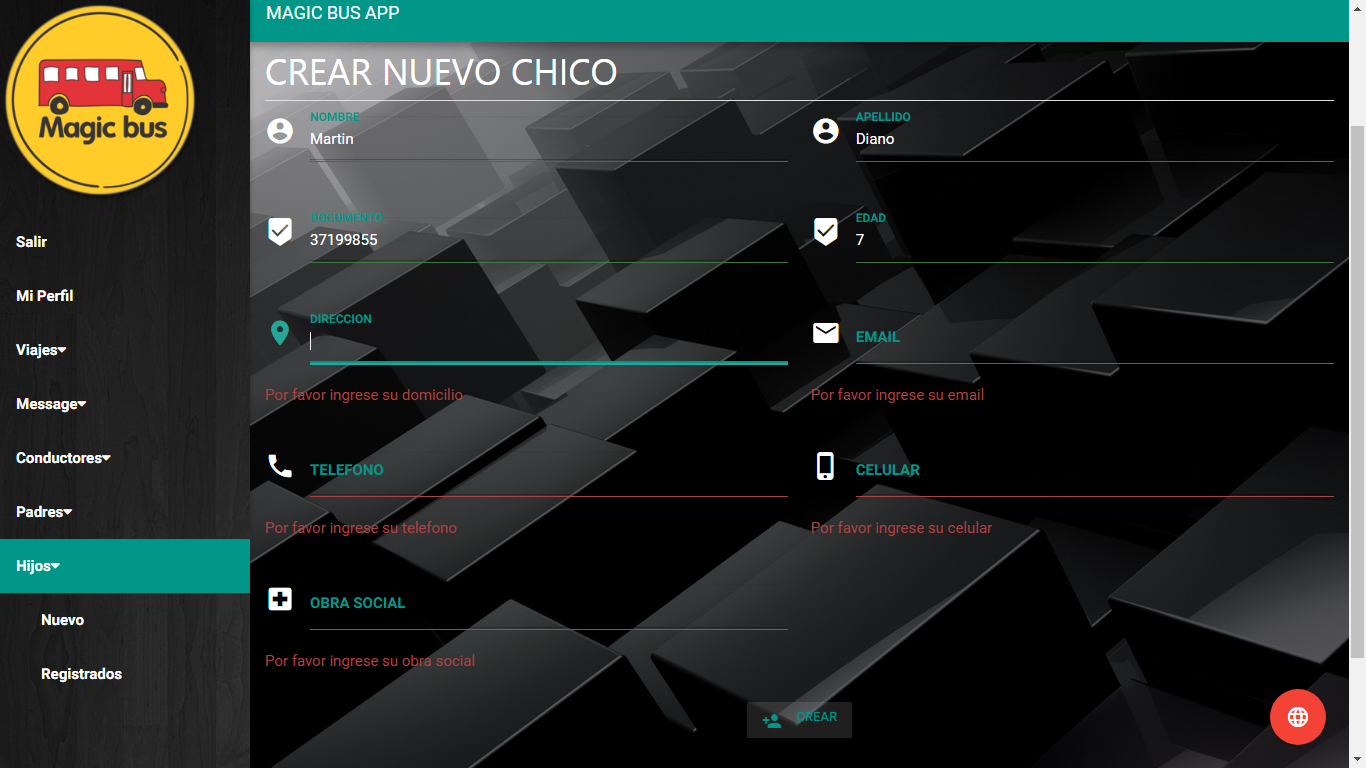 MAGIC BUS APP
Magic bus
Salir
Mi Perfil
Viajes
Message
Conductores
Padres
Hijos
Nuevo
Registrados
CREAR NUEVO CHICO
NOMBRE
Martin
APELLIDO
Diano
DOCUMENTO
37199855
EDAD
7
DIRECCION
Por favor ingrese su domicilio
EMAIL
Por favor ingrese su email
TELEFONO
Por favor ingrese su telefono
CELULAR
Por favor ingrese su celular
OBRA SOCIAL
Por favor ingrese su obra social
CREAR